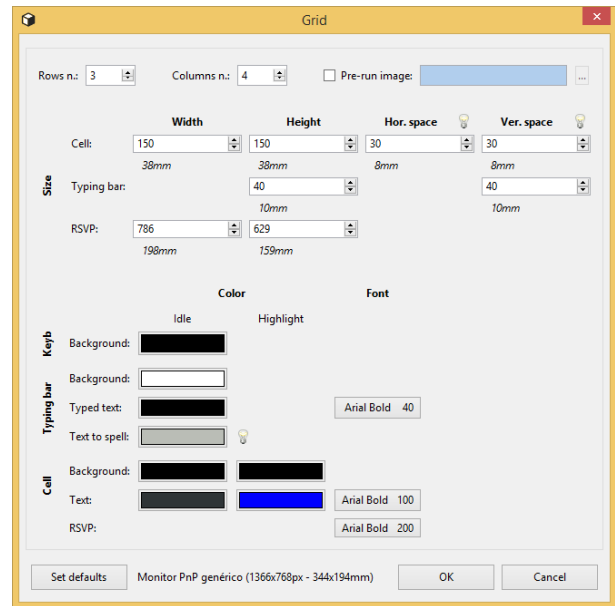 Grid
Rows n.: 3 Columns n.: 4 Pre-run image: ...
Width Height Hor. space Ver. space
Cell: 150 150 30 30
38mm 38mm 8mm 8mm
Size
Typing bar: 40 40
10mm 10mm
RSVP: 786 629
198mm 159mm
Color Font
Idle Highlight
Keyb
Background:
Typing bar
Background:
Typed text: Arial Bold 40
Text to spell:
Cell
Background:
Text: Arial Bold 100
RSVP: Arial Bold 200
Set defaults Monitor PnP genérico (1366x768px - 344x194mm) OK Cancel